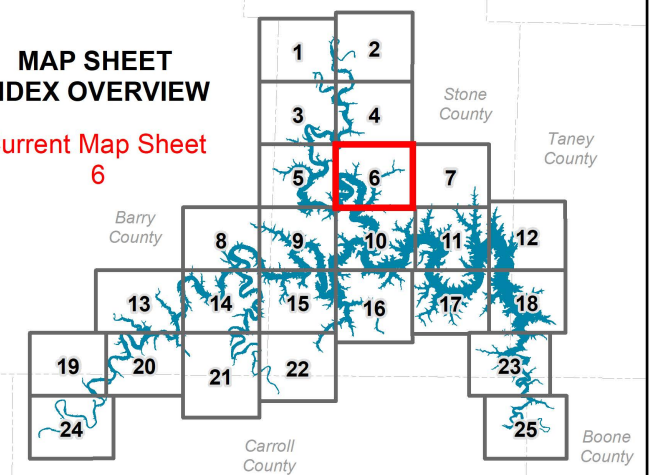 MAP SHEET
NDEX OVERVIEW
urrent Map Sheet
6
1
2
3
4
Stone
County
Taney
County
5
6
7
Barry
County
8
9
10
11
12
13
14
15
16
17
18
19
20
21
22
23
24
25
Carroll
County
Boone
County